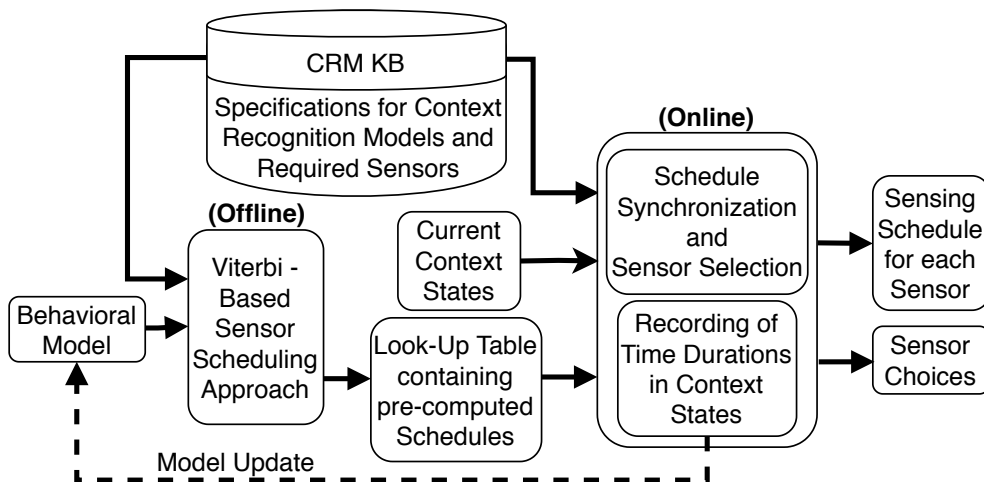 CRM KB
Specifications for Context
Recognition Models and
Required Sensors
(Offline)
Viterbi -
Based
Sensor
Scheduling
Approach
Behavioral
Model
Current
Context
States
Look-Up Table
containing
pre-computed
Schedules
(Online)
Schedule
Synchronization
and
Sensor Selection
Recording of
Time Durations
in Context
States
Sensing
Schedule
for each
Sensor
Sensor
Choices
Model Update